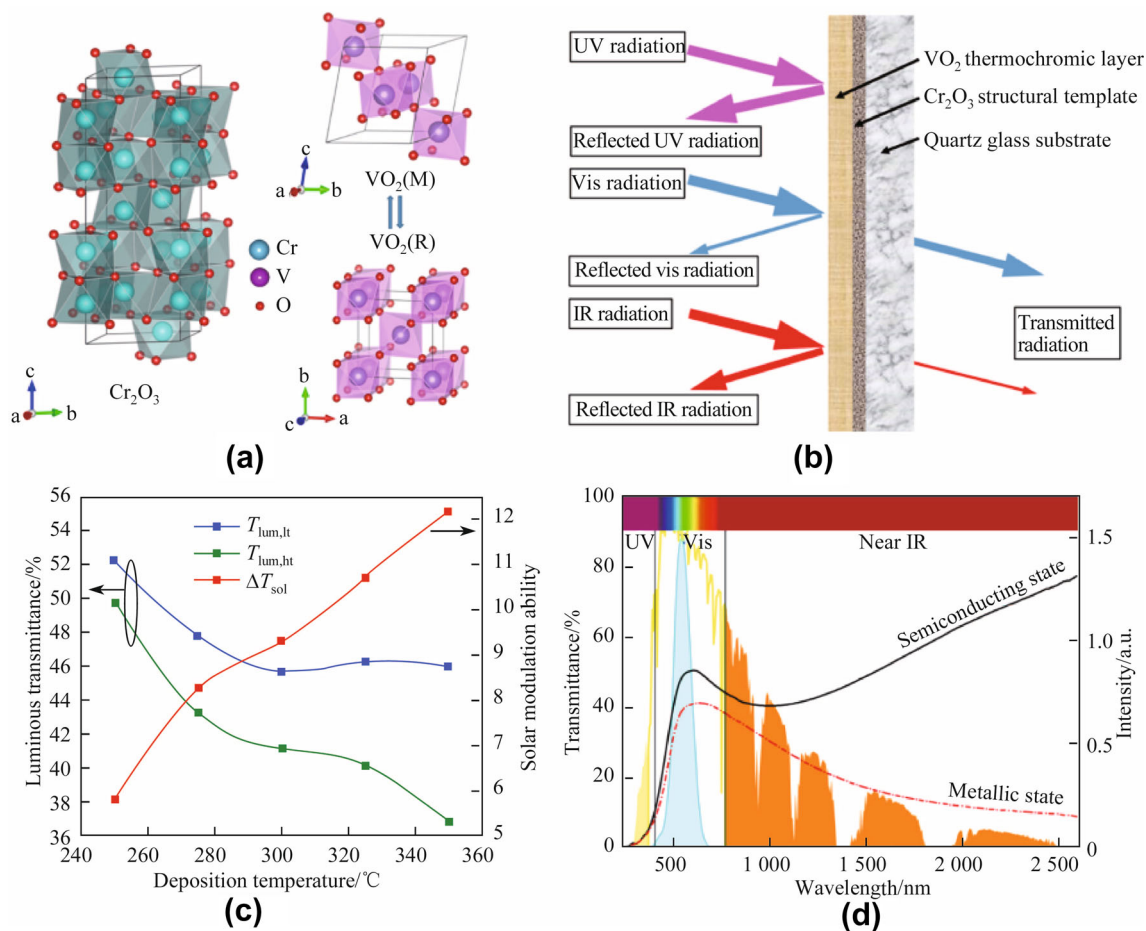 (a)
c
a
b
Cr₂O₃
Cr
V
O
c
a
b
VO₂(M)
VO₂(R)
b
c
a
(b)
UV radiation
Reflected UV radiation
Vis radiation
Reflected vis radiation
IR radiation
Reflected IR radiation
VO₂ thermochromic layer
Cr₂O₃ structural template
Quartz glass substrate
Transmitted
radiation
(c)
Luminous transmittance/%
56
54
52
50
48
46
44
42
40
38
36
T_lum,lt
T_lum,ht
ΔT_sol
12
11
10
9
8
7
6
5
Solar modulation ability
240 260 280 300 320 340 360
Deposition temperature/℃
(d)
Transmittance/%
100
80
60
40
20
0
UV Vis Near IR
Semiconducting state
Metallic state
1.5
1.0
0.5
0
Intensity/a.u.
500 1 000 1 500 2 000 2 500
Wavelength/nm